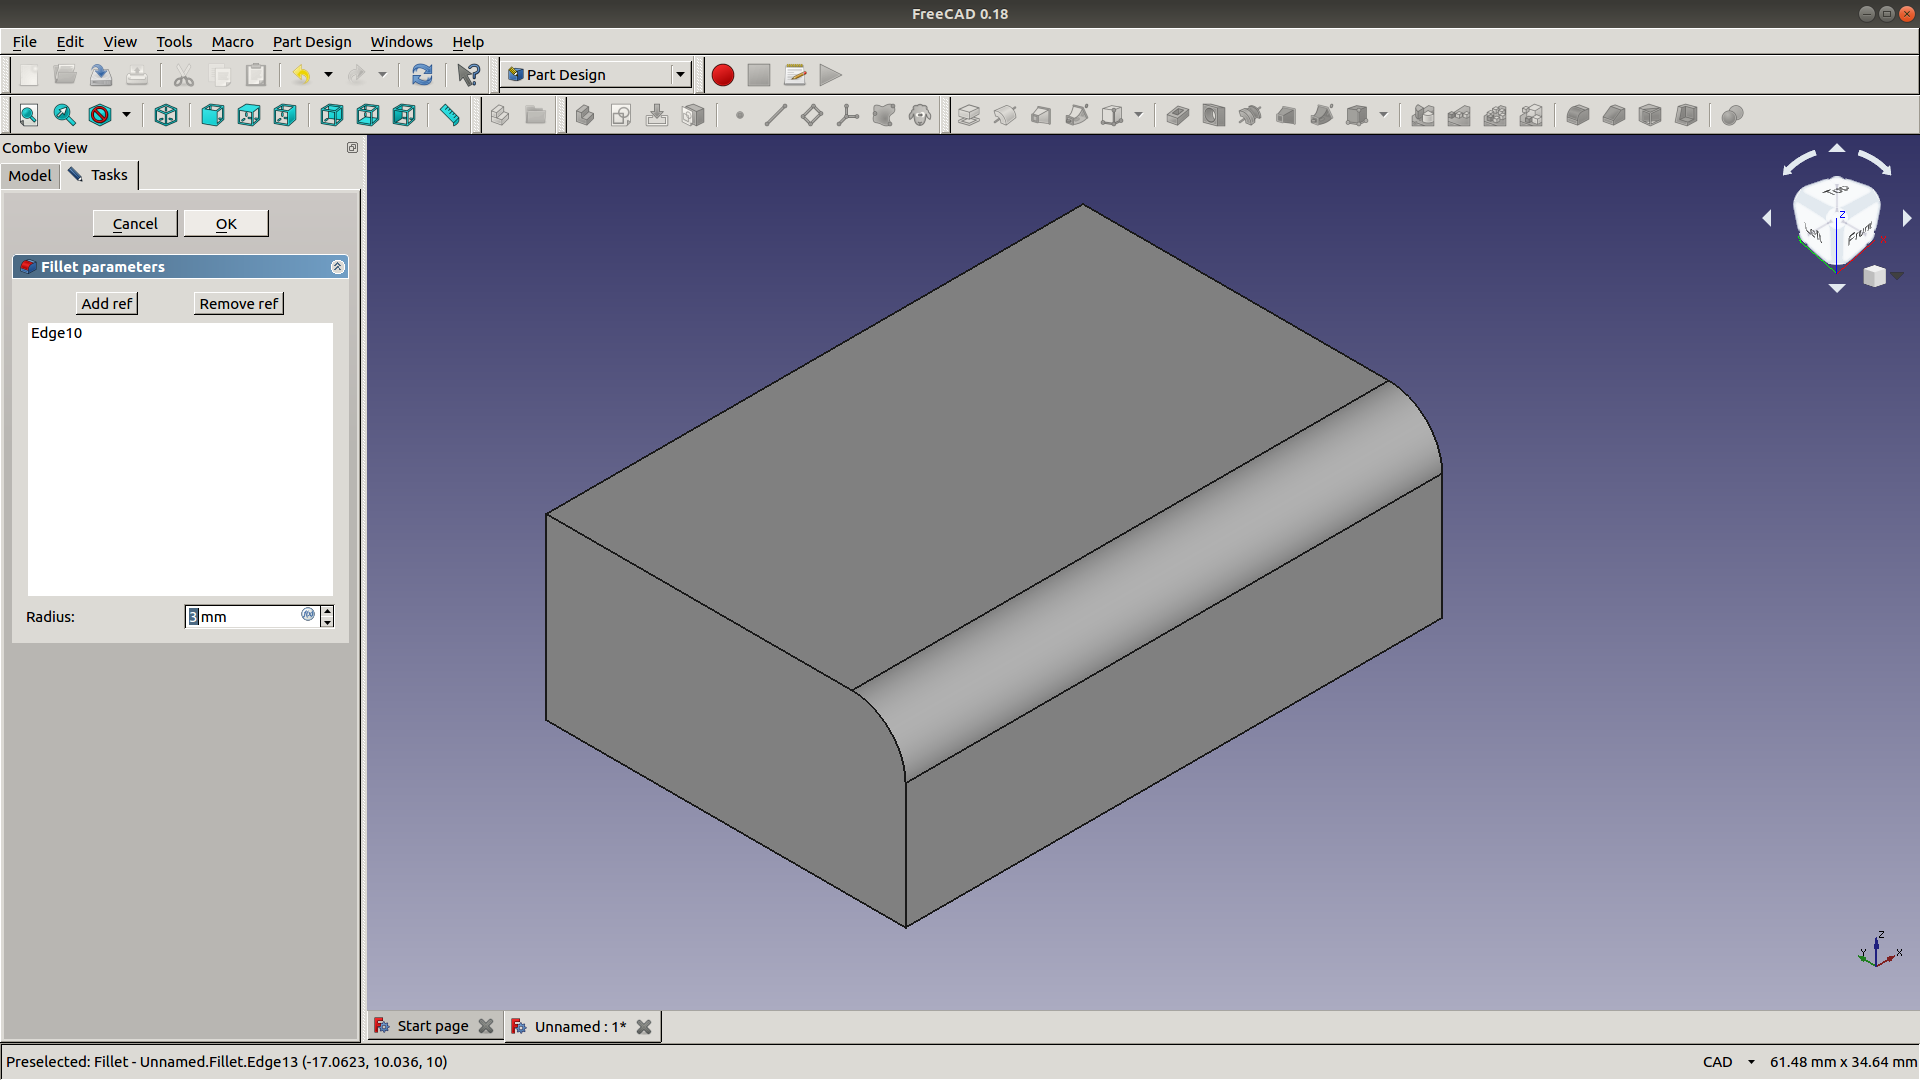 FreeCAD 0.18
File Edit View Tools Macro Part Design Windows Help
Part Design
Combo View
Model Tasks
Cancel OK
Fillet parameters
Add ref Remove ref
Edge10
Radius: 3 mm
Top
Left Front
Z
Z
Y X
Start page Unnamed : 1*
Preselected: Fillet - Unnamed.Fillet.Edge13 (-17.0623, 10.036, 10) CAD 61.48 mm x 34.64 mm